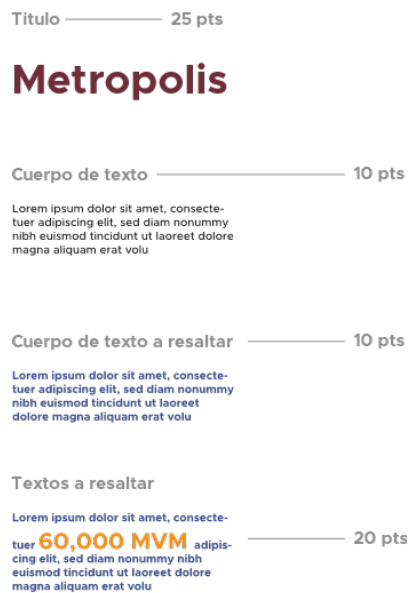 Título 25 pts
Metropolis
Cuerpo de texto 10 pts
Lorem ipsum dolor sit amet, consecte-
tuer adipiscing elit, sed diam nonummy
nibh euismod tincidunt ut laoreet dolore
magna aliquam erat volu
Cuerpo de texto a resaltar 10 pts
Lorem ipsum dolor sit amet, consecte-
tuer adipiscing elit, sed diam nonummy
nibh euismod tincidunt ut laoreet
dolore magna aliquam erat volu
Textos a resaltar
Lorem ipsum dolor sit amet, consecte-
tuer 60,000 MVM adipis- 20 pts
cing elit, sed diam nonummy nibh
euismod tincidunt ut laoreet dolore
magna aliquam erat volu